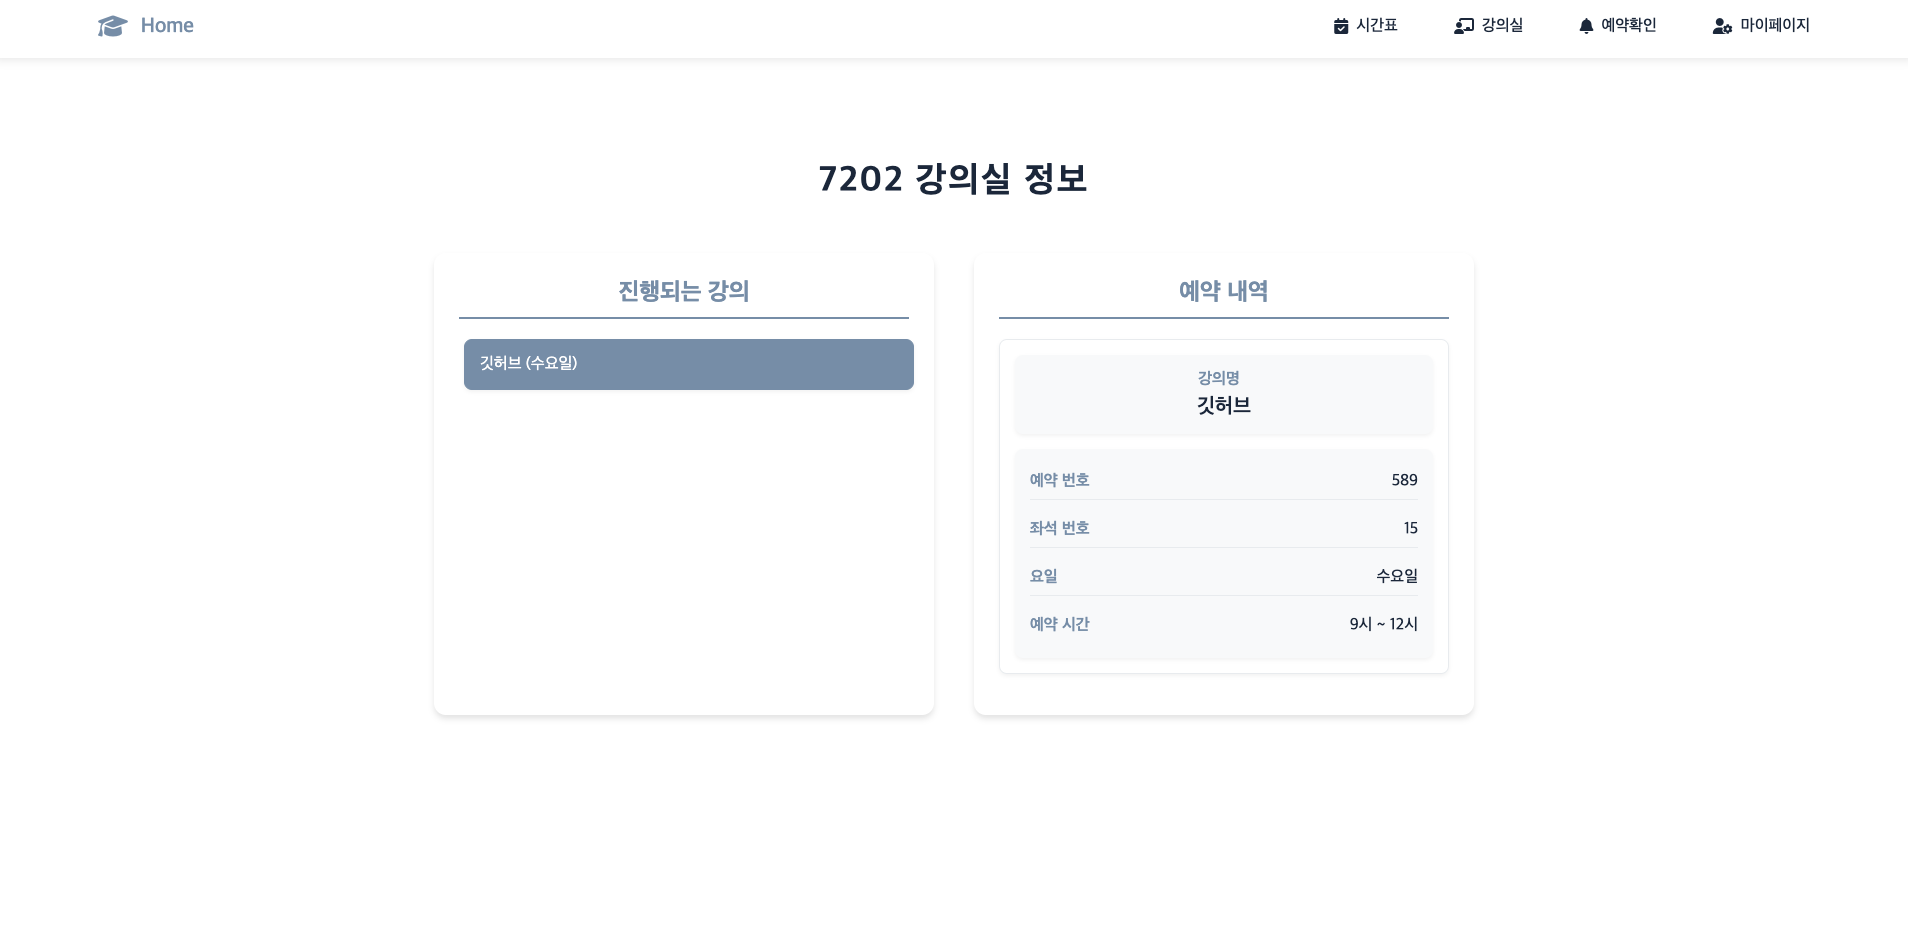 Home
시간표
강의실
예약확인
마이페이지
7202 강의실 정보
진행되는 강의
깃허브 (수요일)
예약 내역
강의명
깃허브
예약 번호 589
좌석 번호 15
요일 수요일
예약 시간 9시 ~ 12시